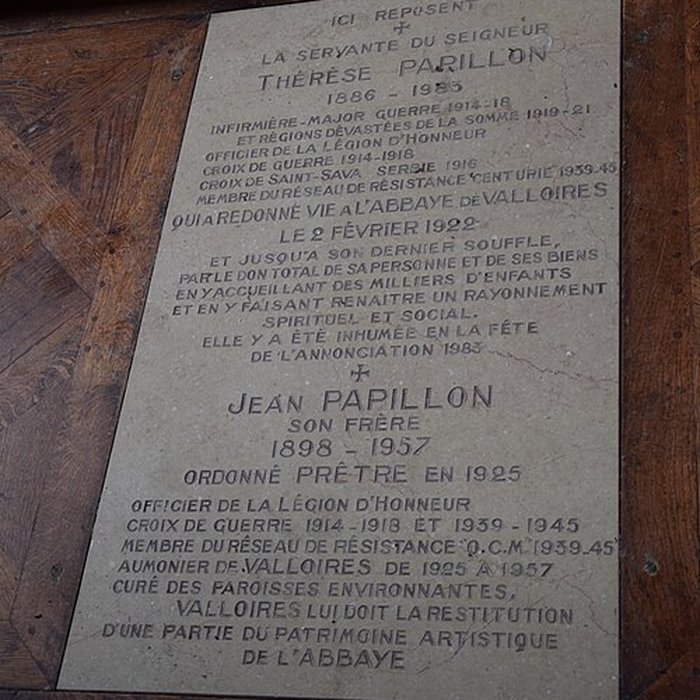 ICI REPOSENT
LA SERVANTE DU SEIGNEUR
THÉRÈSE PAPILLON
1886 - 1983
INFIRMIÈRE-MAJOR GUERRE 1914-18
ET RÉGIONS DÉVASTÉES DE LA SOMME 1919-21
OFFICIER DE LA LÉGION D'HONNEUR
CROIX DE GUERRE 1914-1918
CROIX DE SAINT-SAVA SERBIE 1916
MEMBRE DU RÉSEAU DE RÉSISTANCE "CENTURIE" 1939-45
QUI A REDONNÉ VIE A L'ABBAYE DE VALLOIRES
LE 2 FÉVRIER 1922
ET JUSQU'A SON DERNIER SOUFFLE,
PAR LE DON TOTAL DE SA PERSONNE ET DE SES BIENS
EN Y ACCUEILLANT DES MILLIERS D'ENFANTS
ET EN Y FAISANT RENAITRE UN RAYONNEMENT
SPIRITUEL ET SOCIAL.
ELLE Y A ÉTÉ INHUMÉE EN LA FÊTE
DE L'ANNONCIATION 1983
JEAN PAPILLON
SON FRÈRE
1898 - 1957
ORDONNÉ PRÊTRE EN 1925
OFFICIER DE LA LÉGION D'HONNEUR
CROIX DE GUERRE 1914-1918 ET 1939-1945
MEMBRE DU RÉSEAU DE RÉSISTANCE "O.C.M." 1939-45
AUMONIER DE VALLOIRES DE 1925 A 1957
CURÉ DES PAROISSES ENVIRONNANTES.
VALLOIRES LUI DOIT LA RESTITUTION
D'UNE PARTIE DU PATRIMOINE ARTISTIQUE
DE L'ABBAYE